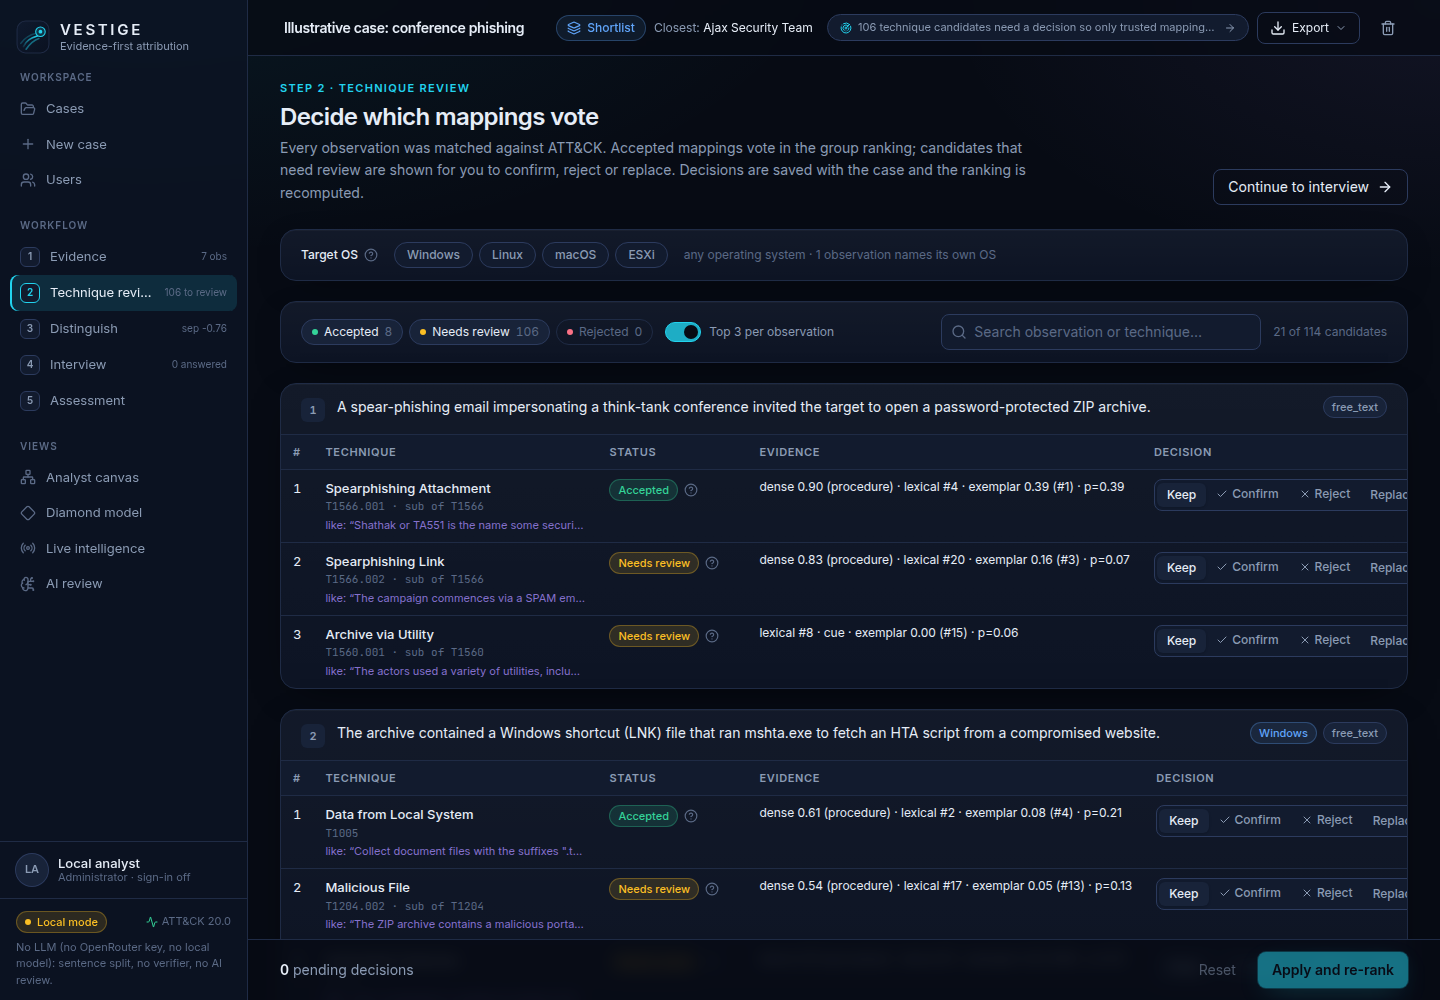 VESTIGE
Evidence-first attribution
WORKSPACE
Cases
New case
Users
WORKFLOW
1 Evidence 7 obs
2 Technique revi... 106 to review
3 Distinguish sep -0.76
4 Interview 0 answered
5 Assessment
VIEWS
Analyst canvas
Diamond model
Live intelligence
AI review
LA Local analyst
Administrator · sign-in off
Local mode ATT&CK 20.0
No LLM (no OpenRouter key, no local
model): sentence split, no verifier, no AI
review.
Illustrative case: conference phishing Shortlist Closest: Ajax Security Team 106 technique candidates need a decision so only trusted mapping... Export
STEP 2 · TECHNIQUE REVIEW
Decide which mappings vote
Every observation was matched against ATT&CK. Accepted mappings vote in the group ranking; candidates that
need review are shown for you to confirm, reject or replace. Decisions are saved with the case and the ranking is
recomputed.
Continue to interview
Target OS Windows Linux macOS ESXi any operating system · 1 observation names its own OS
Accepted 8 Needs review 106 Rejected 0 Top 3 per observation Search observation or technique... 21 of 114 candidates
1 A spear-phishing email impersonating a think-tank conference invited the target to open a password-protected ZIP archive. free_text
# TECHNIQUE STATUS EVIDENCE DECISION
1 Spearphishing Attachment Accepted dense 0.90 (procedure) · lexical #4 · exemplar 0.39 (#1) · p=0.39 Keep Confirm Reject Replac
T1566.001 · sub of T1566
like: “Shathak or TA551 is the name some securi...
2 Spearphishing Link Needs review dense 0.83 (procedure) · lexical #20 · exemplar 0.16 (#3) · p=0.07 Keep Confirm Reject Replac
T1566.002 · sub of T1566
like: “The campaign commences via a SPAM em...
3 Archive via Utility Needs review lexical #8 · cue · exemplar 0.00 (#15) · p=0.06 Keep Confirm Reject Replac
T1560.001 · sub of T1560
like: “The actors used a variety of utilities, inclu...
2 The archive contained a Windows shortcut (LNK) file that ran mshta.exe to fetch an HTA script from a compromised website. Windows free_text
# TECHNIQUE STATUS EVIDENCE DECISION
1 Data from Local System Accepted dense 0.61 (procedure) · lexical #2 · exemplar 0.08 (#4) · p=0.21 Keep Confirm Reject Replac
T1005
like: “Collect document files with the suffixes ".t...
2 Malicious File Needs review dense 0.54 (procedure) · lexical #17 · exemplar 0.05 (#13) · p=0.13 Keep Confirm Reject Replac
T1204.002 · sub of T1204
like: “The ZIP archive contains a malicious porta...
0 pending decisions Reset Apply and re-rank